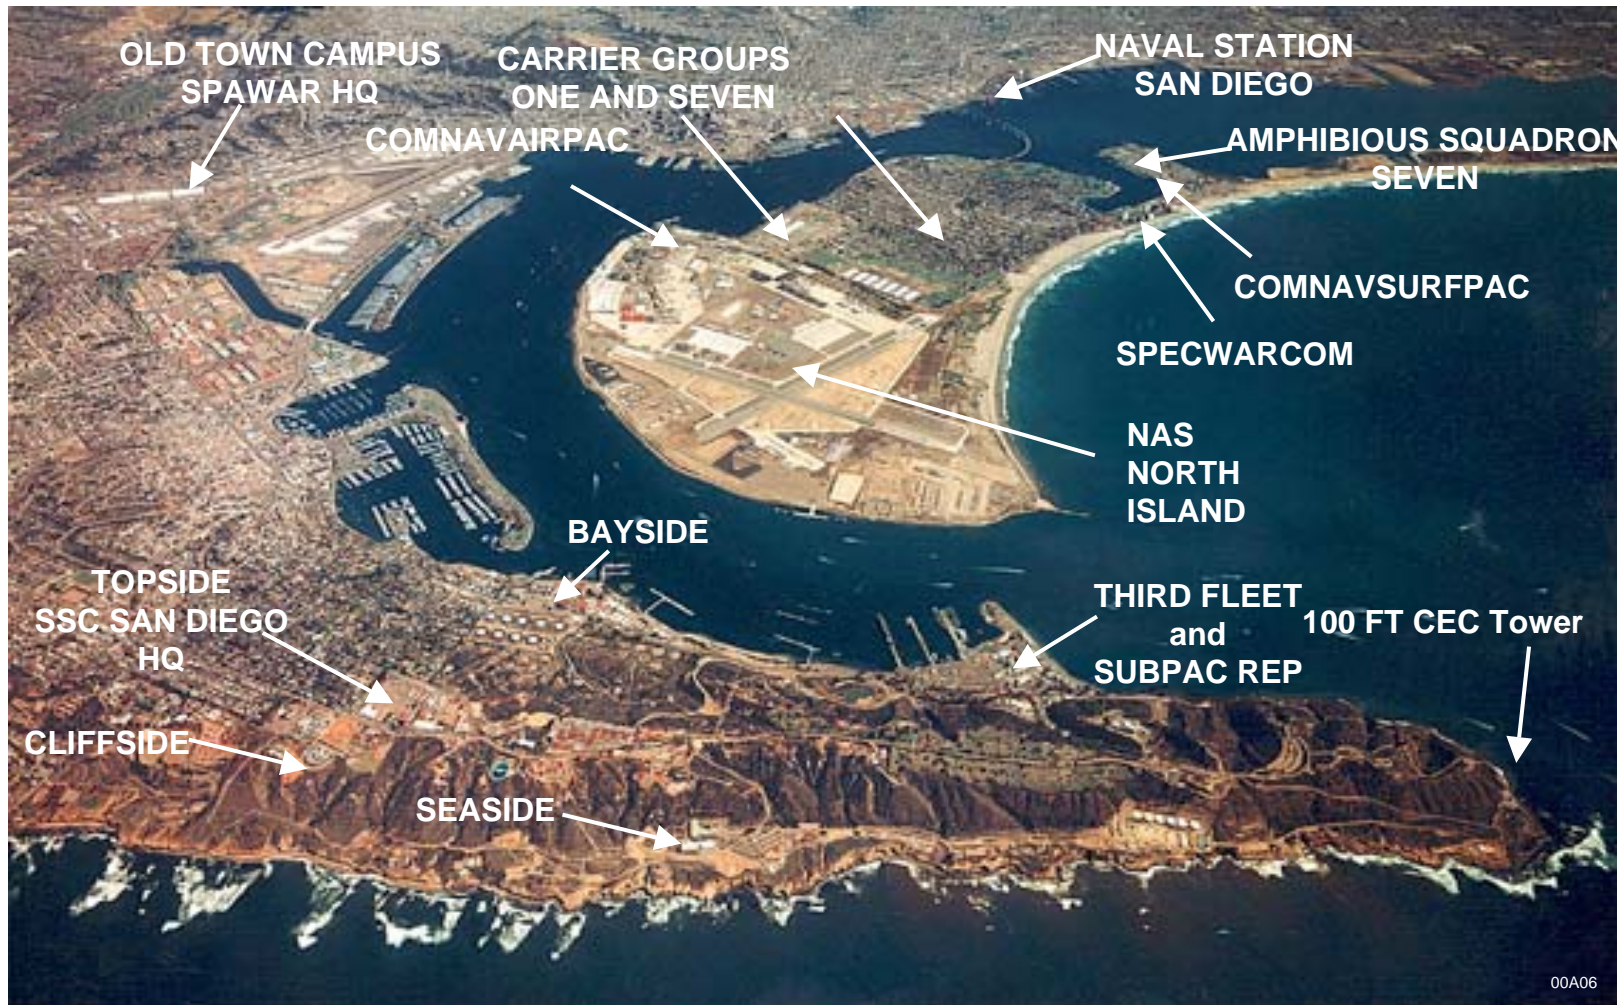 OLD TOWN CAMPUS
SPAWAR HQ
CARRIER GROUPS
ONE AND SEVEN
COMNAVAIRPAC
NAVAL STATION
SAN DIEGO
AMPHIBIOUS SQUADRON
SEVEN
COMNAVSURFPAC
SPECWARCOM
NAS
NORTH
ISLAND
BAYSIDE
TOPSIDE
SSC SAN DIEGO
HQ
THIRD FLEET
and
SUBPAC REP
100 FT CEC Tower
CLIFFSIDE
SEASIDE
00A06